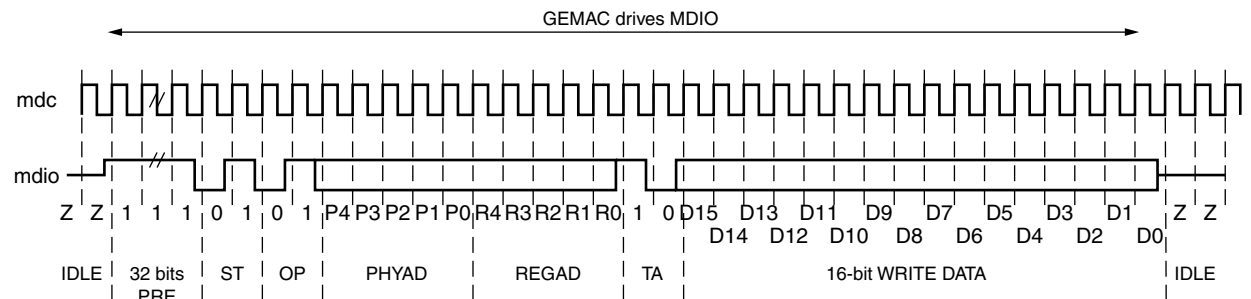 GEMAC drives MDIO
mdc
mdio
Z Z 1 1 1 0 1 0 1 P4 P3 P2 P1 P0 R4 R3 R2 R1 R0 1 0 D15 D13 D11 D9 D7 D5 D3 D1 Z Z
D14 D12 D10 D8 D6 D4 D2 D0
IDLE 32 bits ST OP PHYAD REGAD TA 16-bit WRITE DATA IDLE
PRE